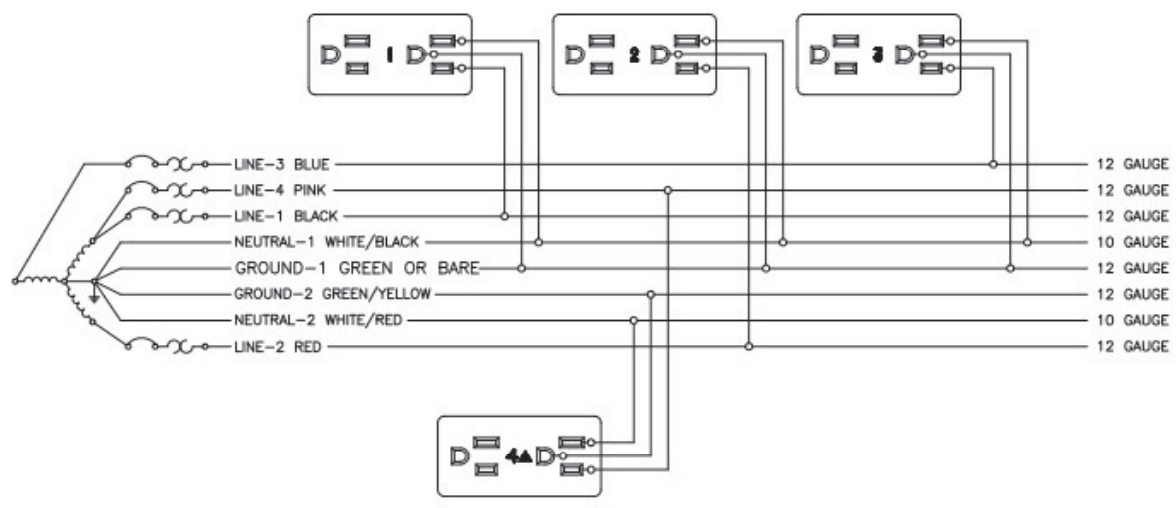 1
2
3
LINE-3 BLUE 12 GAUGE
LINE-4 PINK 12 GAUGE
LINE-1 BLACK 12 GAUGE
NEUTRAL-1 WHITE/BLACK 10 GAUGE
GROUND-1 GREEN OR BARE 12 GAUGE
GROUND-2 GREEN/YELLOW 12 GAUGE
NEUTRAL-2 WHITE/RED 10 GAUGE
LINE-2 RED 12 GAUGE
4▲